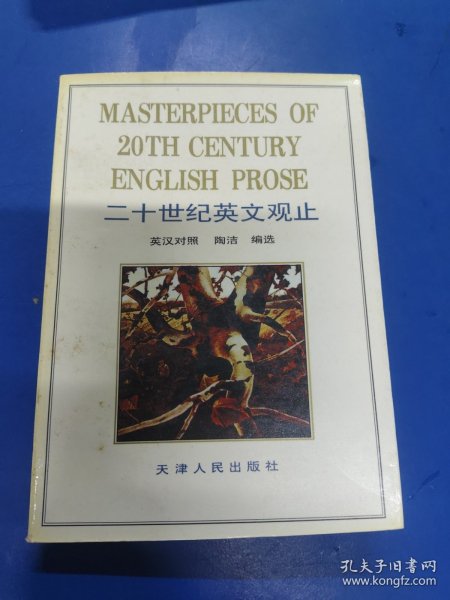 MASTERPIECES OF
20TH CENTURY
ENGLISH PROSE
二十世纪英文观止
英汉对照 陶洁 编选
天津人民出版社
孔夫子旧书网
www.kongfz.com